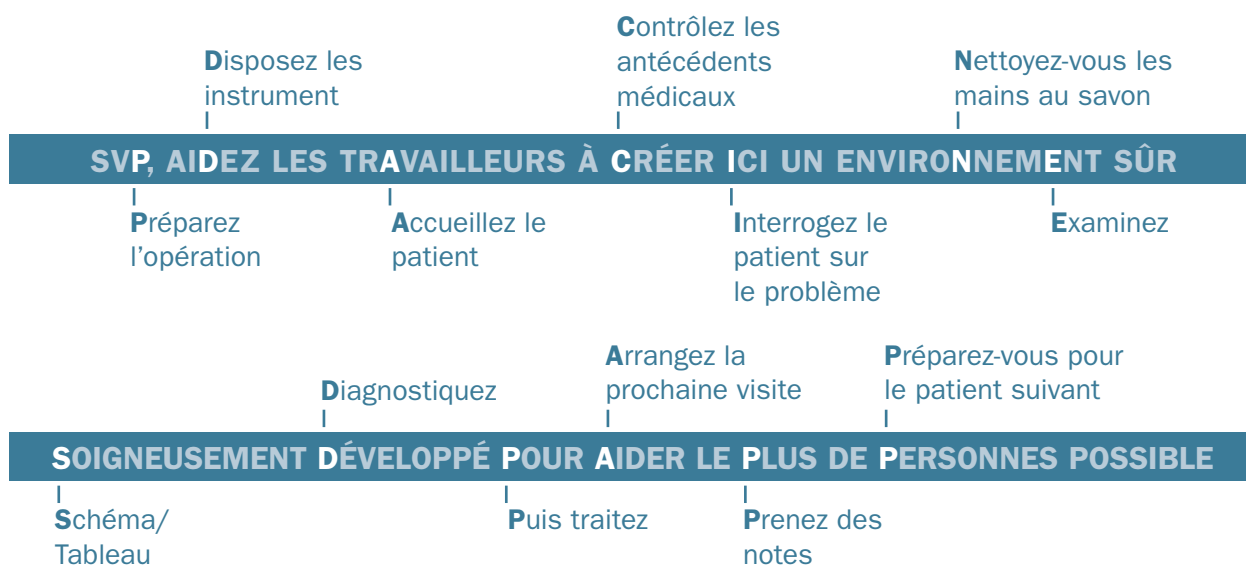 Contrôlez les
Disposez les
antécédents
Nettoyez-vous les
instrument
médicaux
mains au savon
SVP, AIDEZ LES TRAVAILLEURS À CRÉER ICI UN ENVIRONNEMENT SÛR
Préparez
l’opération
Accueillez le
patient
Interrogez le
patient sur
le problème
Examinez
Diagnostiquez
Arrangez la
prochaine visite
Préparez-vous pour
le patient suivant
SOIGNEUSEMENT DÉVELOPPÉ POUR AIDER LE PLUS DE PERSONNES POSSIBLE
Schéma/
Tableau
Puis traitez
Prenez des
notes